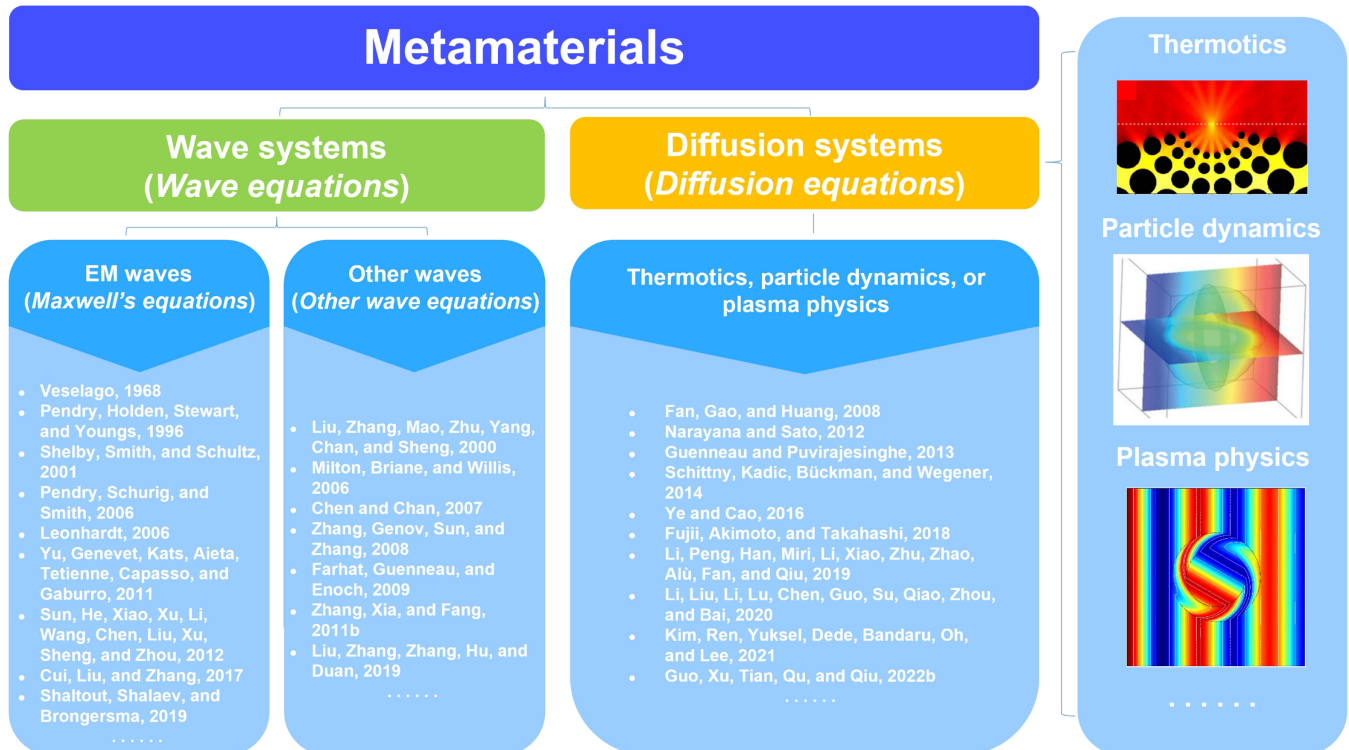 Metamaterials
Wave systems
(Wave equations)
Diffusion systems
(Diffusion equations)
EM waves
(Maxwell's equations)
• Veselago, 1968
• Pendry, Holden, Stewart,
and Youngs, 1996
• Shelby, Smith, and Schultz,
2001
• Pendry, Schurig, and
Smith, 2006
• Leonhardt, 2006
• Yu, Genevet, Kats, Aieta,
Tetienne, Capasso, and
Gaburro, 2011
• Sun, He, Xiao, Xu, Li,
Wang, Chen, Liu, Xu,
Sheng, and Zhou, 2012
• Cui, Liu, and Zhang, 2017
• Shaltout, Shalaev, and
Brongersma, 2019
......
Other waves
(Other wave equations)
• Liu, Zhang, Mao, Zhu, Yang,
Chan, and Sheng, 2000
• Milton, Briane, and Willis,
2006
• Chen and Chan, 2007
• Zhang, Genov, Sun, and
Zhang, 2008
• Farhat, Guenneau, and
Enoch, 2009
• Zhang, Xia, and Fang,
2011b
• Liu, Zhang, Zhang, Hu, and
Duan, 2019
......
Thermotics, particle dynamics, or
plasma physics
• Fan, Gao, and Huang, 2008
• Narayana and Sato, 2012
• Guenneau and Puvirajesinghe, 2013
• Schittny, Kadic, Bückman, and Wegener,
2014
• Ye and Cao, 2016
• Fujii, Akimoto, and Takahashi, 2018
• Li, Peng, Han, Miri, Li, Xiao, Zhu, Zhao,
Alù, Fan, and Qiu, 2019
• Li, Liu, Li, Lu, Chen, Guo, Su, Qiao, Zhou,
and Bai, 2020
• Kim, Ren, Yuksel, Dede, Bandaru, Oh,
and Lee, 2021
• Guo, Xu, Tian, Qu, and Qiu, 2022b
......
Thermotics
Particle dynamics
Plasma physics
......